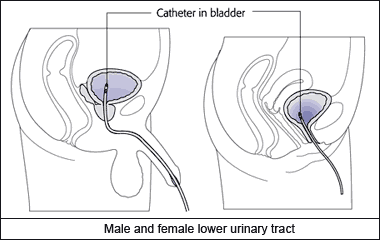 Catheter in bladder
Male and female lower urinary tract